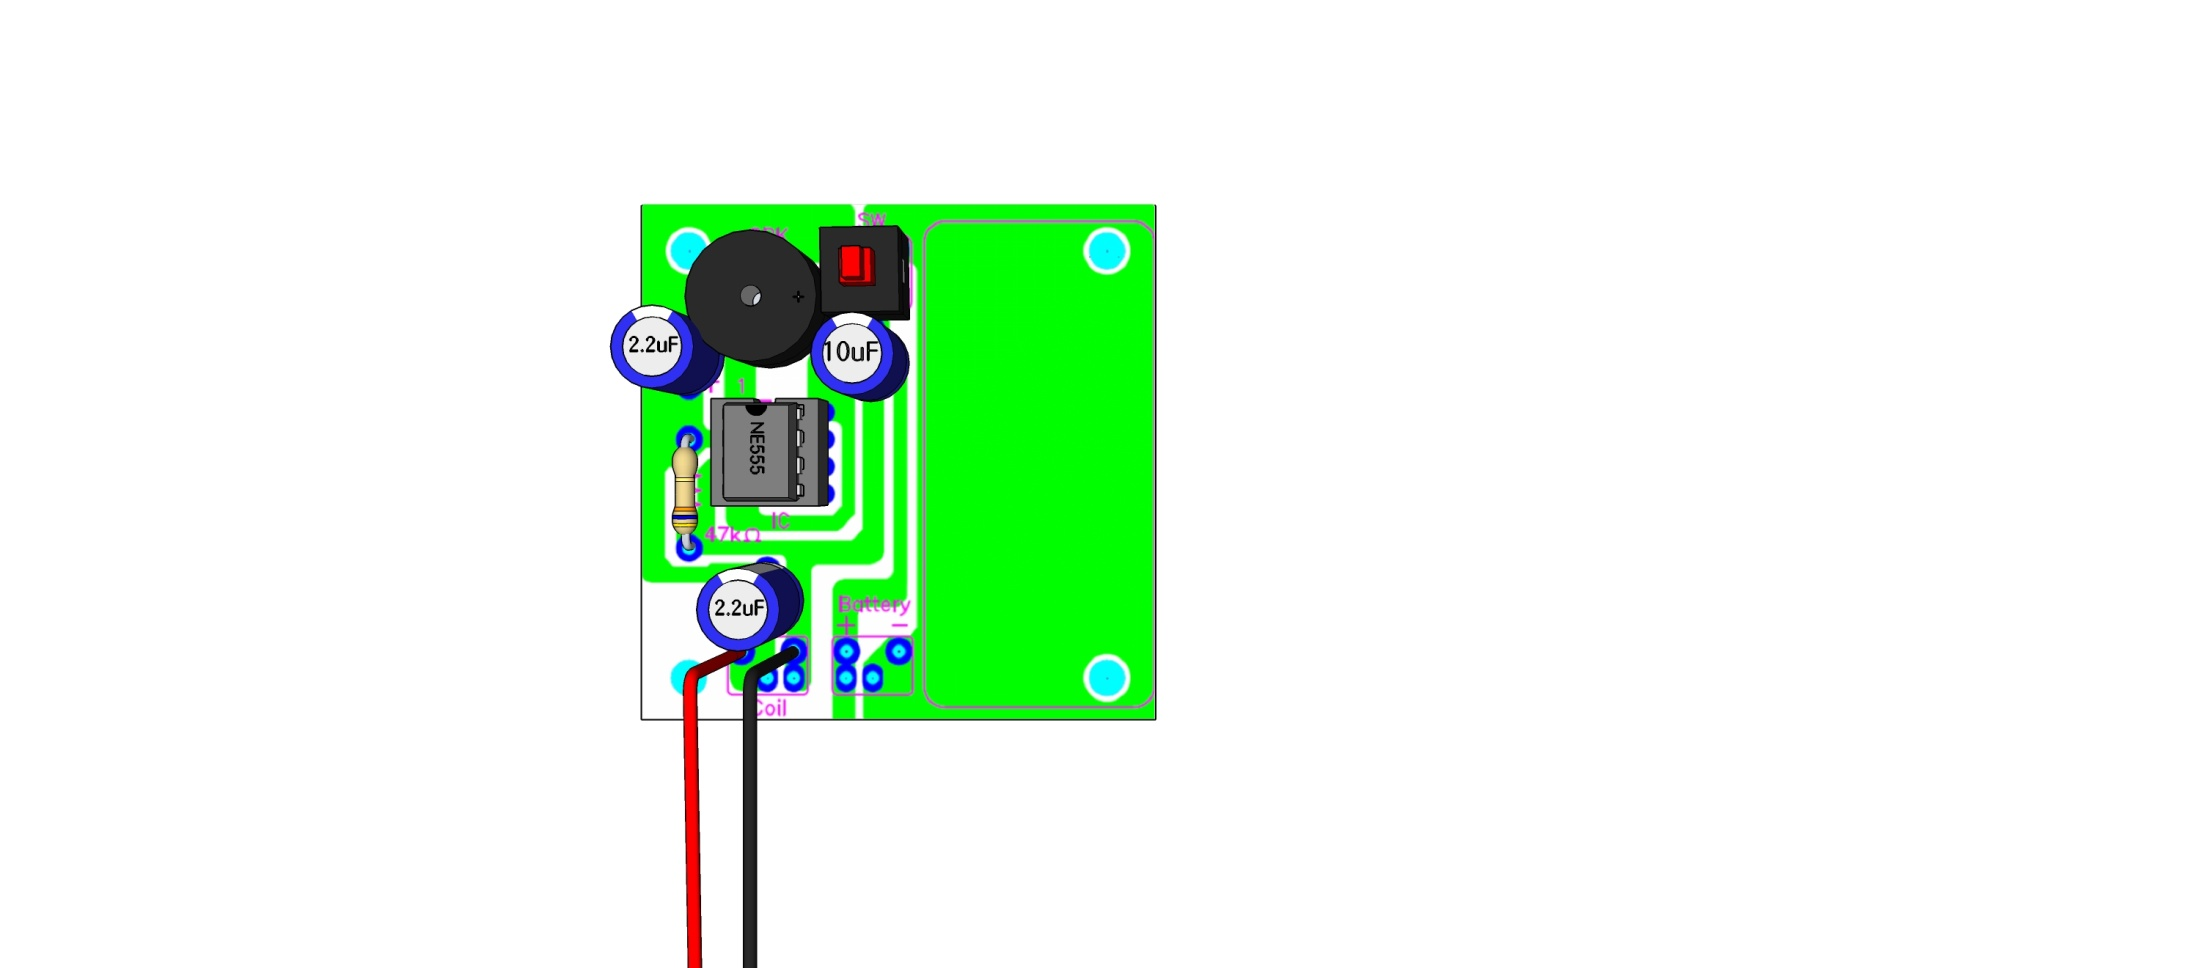 SW
+
2.2uF
10uF
1
NE555
IC
47kΩ
2.2uF
Battery
+ −
Coil